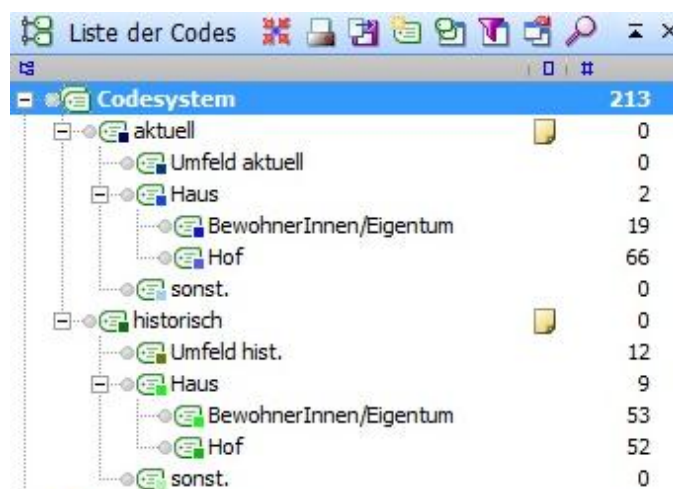 Liste der Codes
#
Codesystem 213
aktuell 0
Umfeld aktuell 0
Haus 2
BewohnerInnen/Eigentum 19
Hof 66
sonst. 0
historisch 0
Umfeld hist. 12
Haus 9
BewohnerInnen/Eigentum 53
Hof 52
sonst. 0